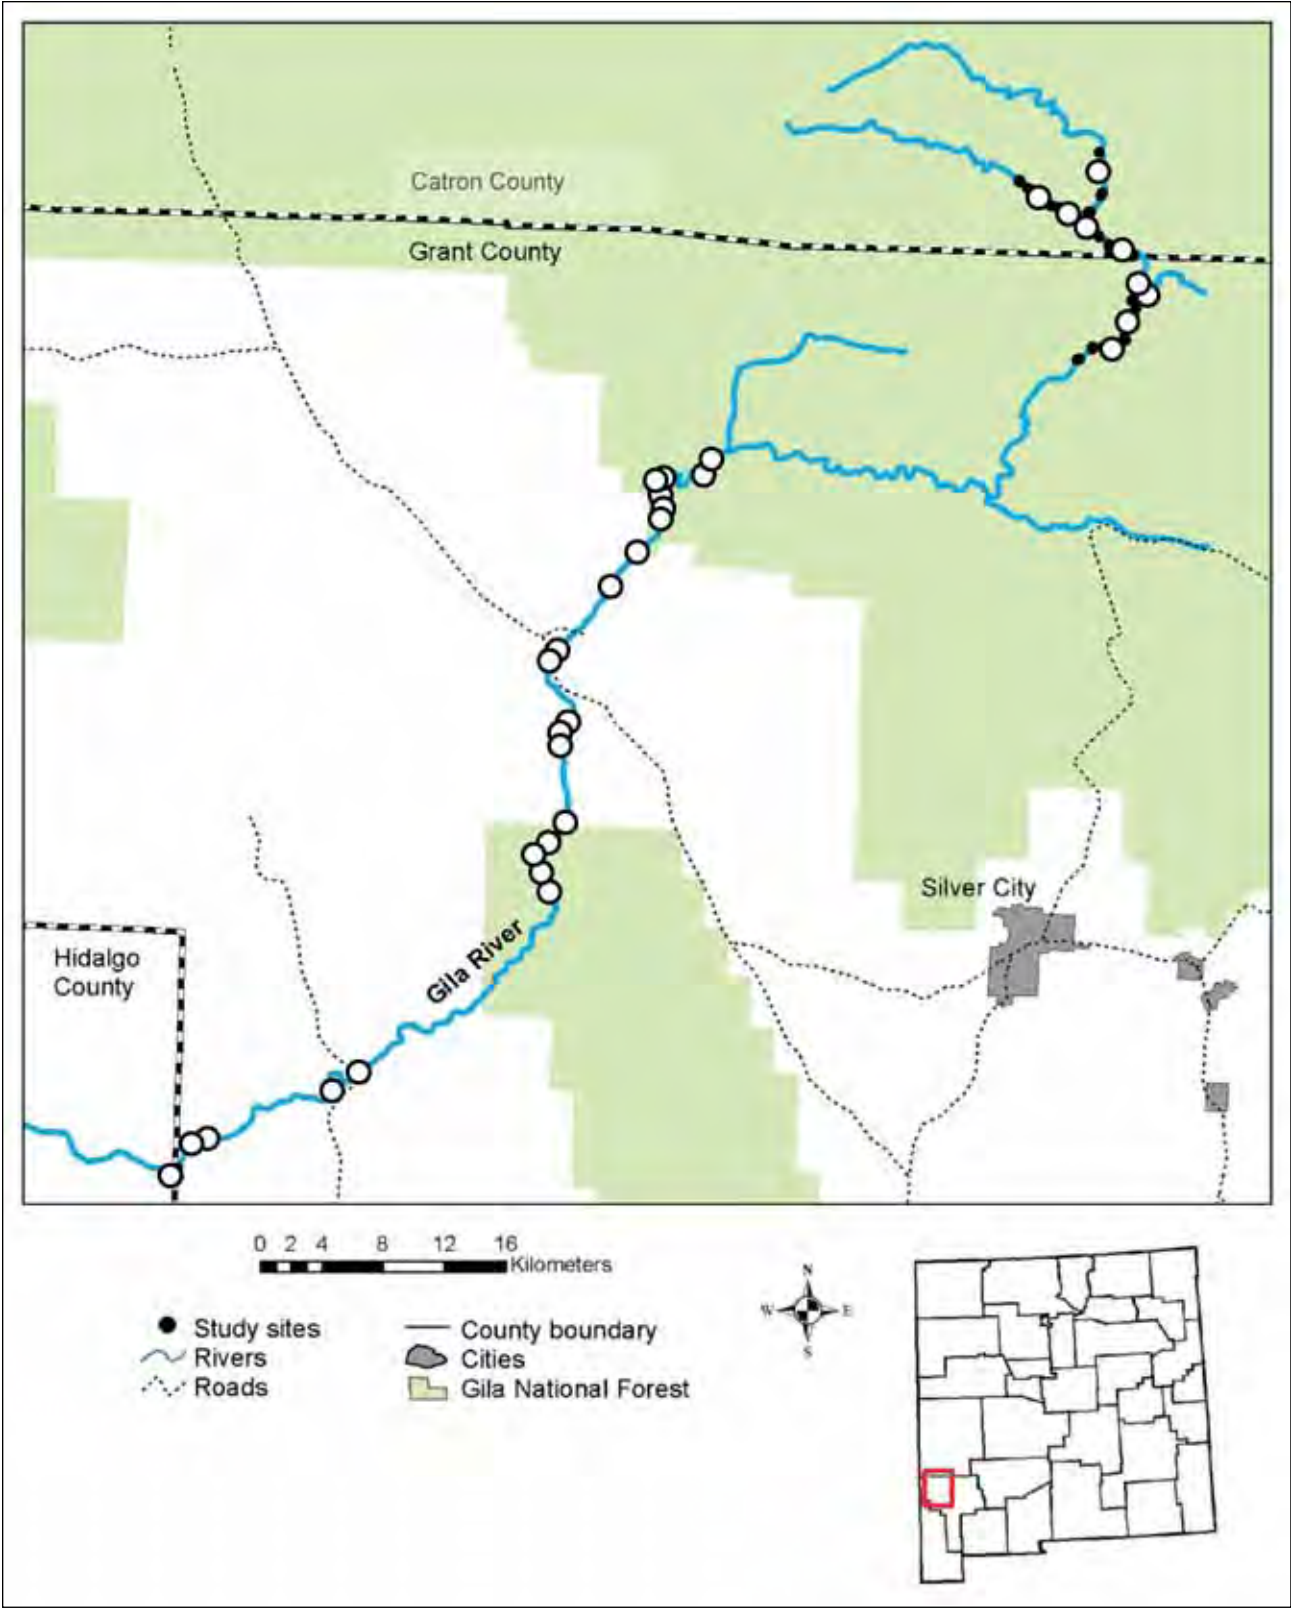 Catron County
Grant County
Silver City
Hidalgo
County
Gila River
0 2 4 8 12 16
Kilometers
N
W E
S
Study sites
Rivers
Roads
County boundary
Cities
Gila National Forest